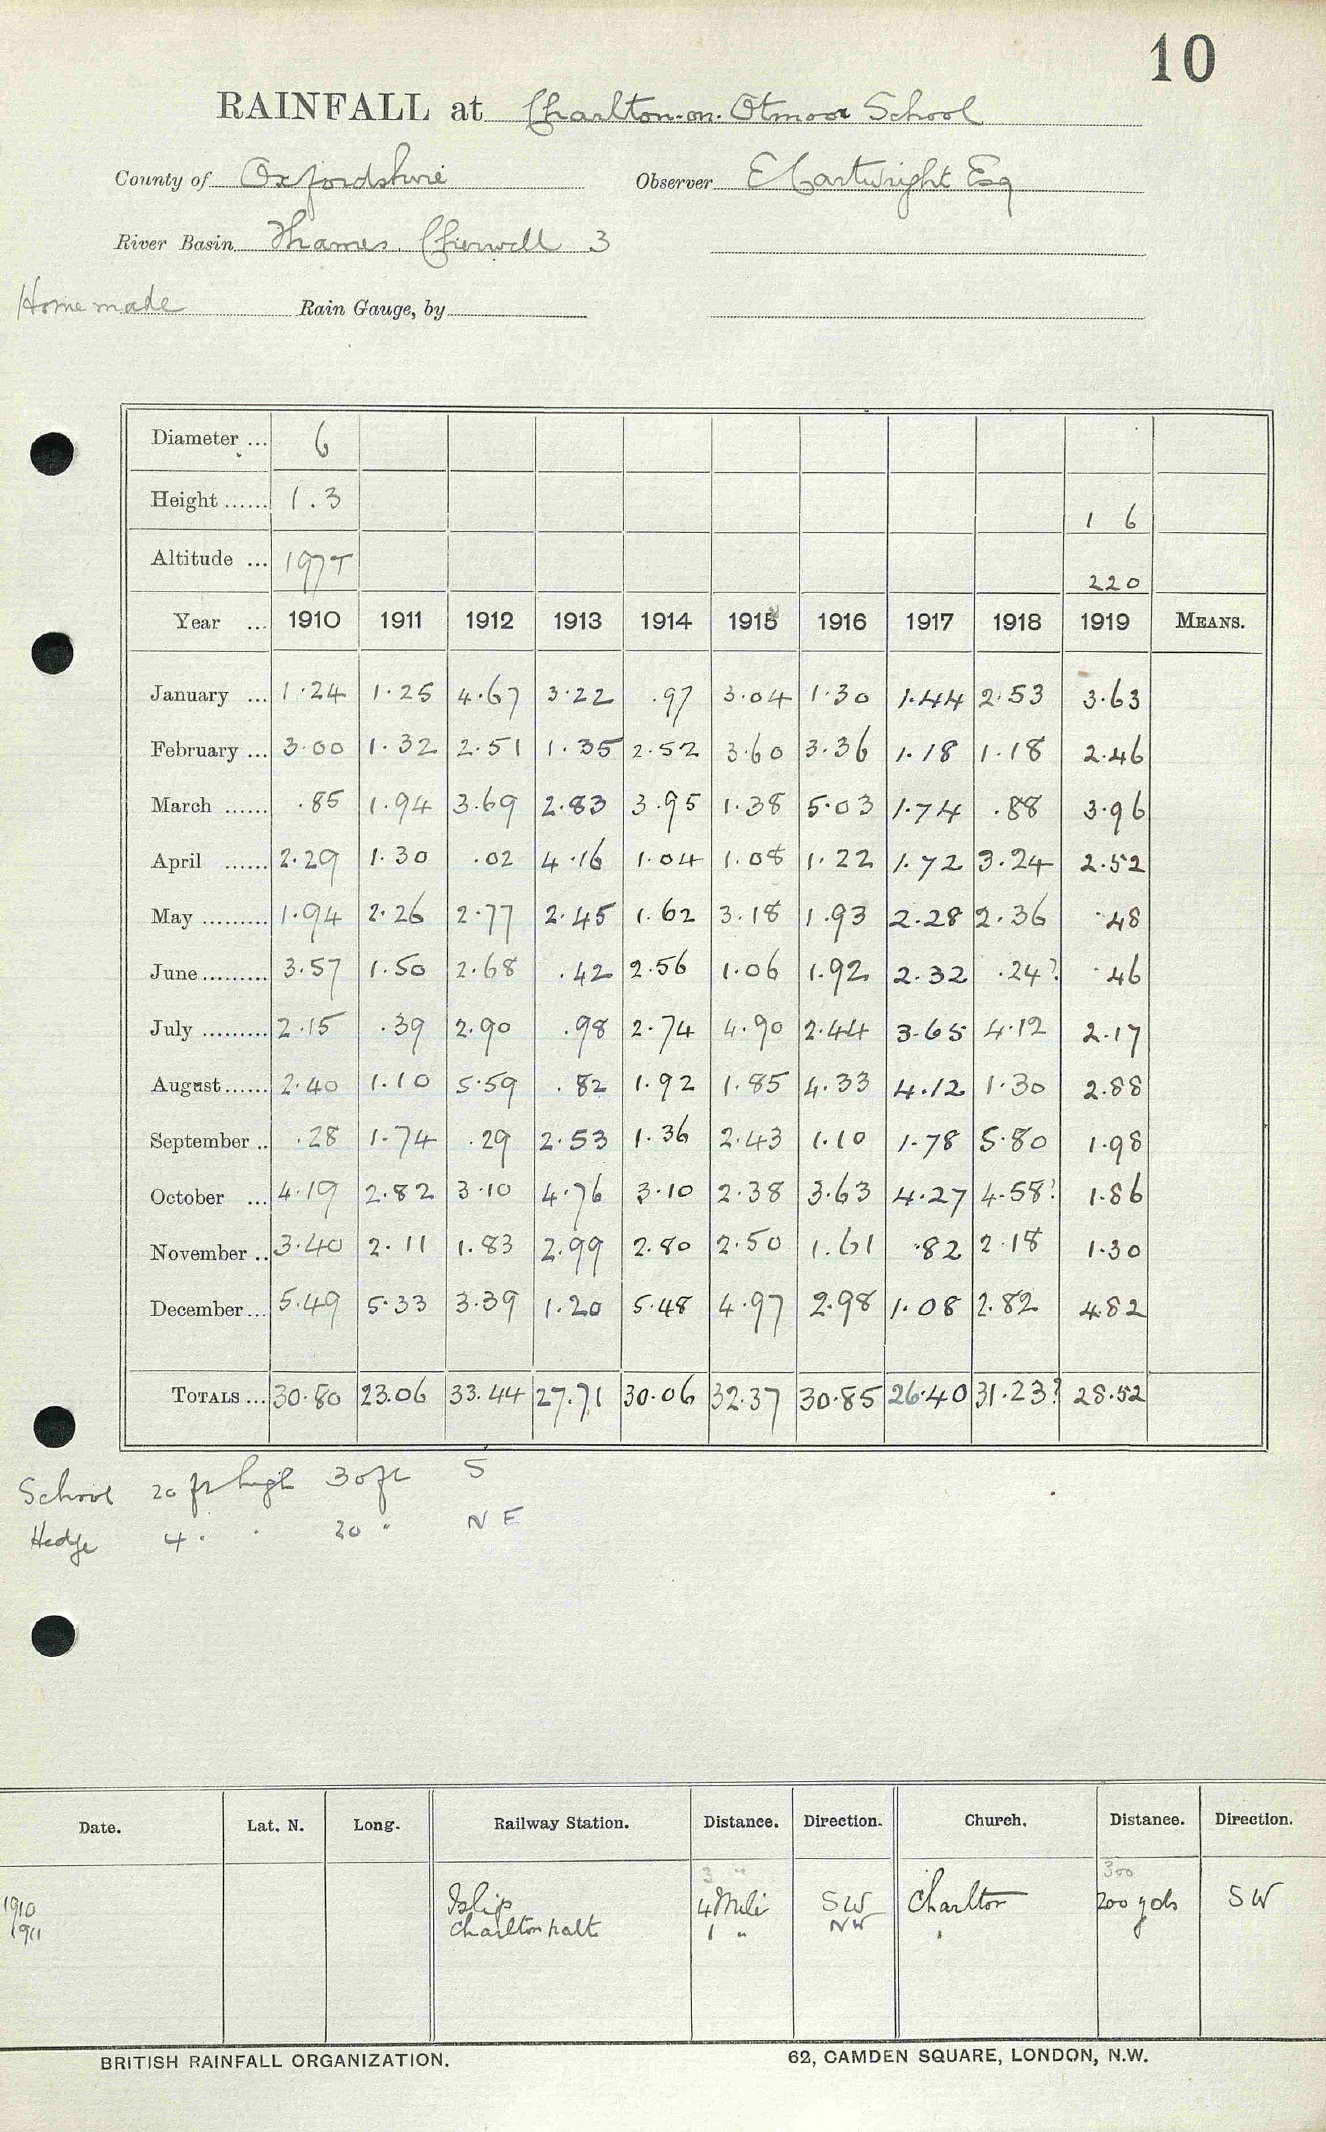 10
RAINFALL at Charlton-on-Otmoor School
County of Oxfordshire Observer E Cartwright Esq
River Basin Thames. Cherwell 3
Home made Rain Gauge, by
Diameter ... 6
Height ...... 1.3 1 6
Altitude ... 197T 220
Year ... 1910 1911 1912 1913 1914 1915 1916 1917 1918 1919 MEANS.
January ... 1.24 1.25 4.67 3.22 .97 3.04 1.30 1.44 2.53 3.63
February ... 3.00 1.32 2.51 1.35 2.52 3.60 3.36 1.18 1.18 2.46
March ...... .85 1.94 3.69 2.83 3.95 1.38 5.03 1.74 .88 3.96
April ...... 2.29 1.30 .02 4.16 1.04 1.08 1.22 1.72 3.24 2.52
May ......... 1.94 2.26 2.77 2.45 1.62 3.18 1.93 2.28 2.36 .48
June ......... 3.57 1.50 2.68 .42 2.56 1.06 1.92 2.32 .24? .46
July ......... 2.15 .39 2.90 .98 2.74 4.90 2.44 3.65 4.12 2.17
August ...... 2.40 1.10 5.59 .82 1.92 1.85 4.33 4.12 1.30 2.88
September .. .28 1.74 .29 2.53 1.36 2.43 1.10 1.78 5.80 1.98
October ... 4.19 2.82 3.10 4.76 3.10 2.38 3.63 4.27 4.58? 1.86
November .. 3.40 2.11 1.83 2.99 2.80 2.50 1.61 .82 2.18 1.30
December ... 5.49 5.33 3.39 1.20 5.48 4.97 2.98 1.08 2.82 4.82
TOTALS ... 30.80 23.06 33.44 27.71 30.06 32.37 30.85 26.40 31.23? 28.52
School 20 ft high 30 ft S
Hedge 4 " " 20 " N E
Date. Lat. N. Long. Railway Station. Distance. Direction. Church. Distance. Direction.
3 " 300
1910 Islip 4 Mile SW Charlton 200 yds SW
1911 Charlton halt 1 " NW "
BRITISH RAINFALL ORGANIZATION. 62, CAMDEN SQUARE, LONDON, N.W.